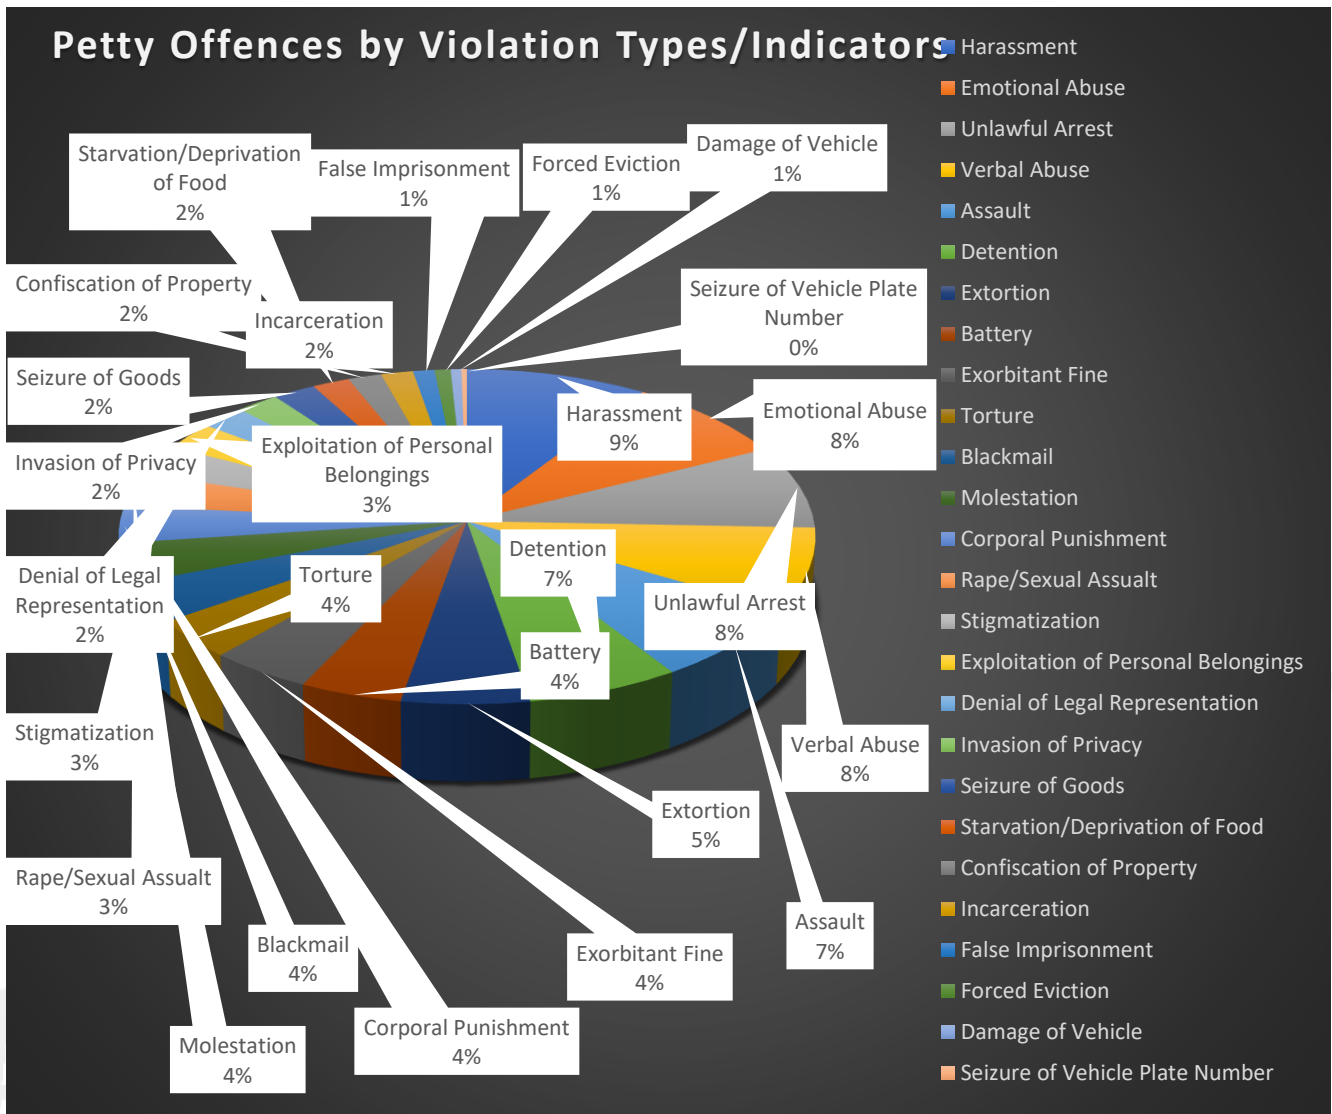 Petty Offences by Violation Types/Indicators
Starvation/Deprivation
of Food
2%
False Imprisonment
1%
Forced Eviction
1%
Damage of Vehicle
1%
Confiscation of Property
2%
Incarceration
2%
Seizure of Vehicle Plate
Number
0%
Seizure of Goods
2%
Harassment
9%
Emotional Abuse
8%
Invasion of Privacy
2%
Exploitation of Personal
Belongings
3%
Denial of Legal
Representation
2%
Torture
4%
Detention
7%
Unlawful Arrest
8%
Battery
4%
Stigmatization
3%
Verbal Abuse
8%
Extortion
5%
Rape/Sexual Assualt
3%
Blackmail
4%
Exorbitant Fine
4%
Assault
7%
Molestation
4%
Corporal Punishment
4%
Harassment
Emotional Abuse
Unlawful Arrest
Verbal Abuse
Assault
Detention
Extortion
Battery
Exorbitant Fine
Torture
Blackmail
Molestation
Corporal Punishment
Rape/Sexual Assualt
Stigmatization
Exploitation of Personal Belongings
Denial of Legal Representation
Invasion of Privacy
Seizure of Goods
Starvation/Deprivation of Food
Confiscation of Property
Incarceration
False Imprisonment
Forced Eviction
Damage of Vehicle
Seizure of Vehicle Plate Number